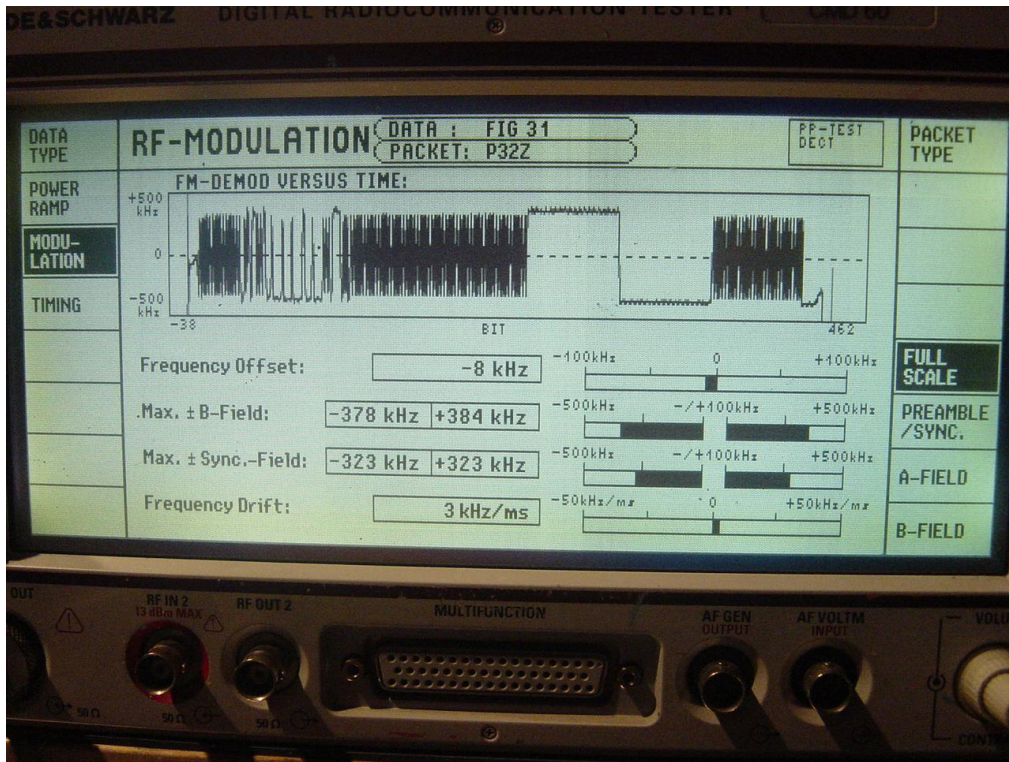 DE&SCHWARZ DIGITAL RADIOCOMMUNICATION TESTER CMD 60
DATA TYPE
POWER RAMP
MODU-LATION
TIMING
RF-MODULATION
DATA : FIG 31
PACKET: P32Z
PP-TEST
DECT
PACKET TYPE
FM-DEMOD VERSUS TIME:
+500 kHz
0
-500 kHz
-38 BIT 462
Frequency Offset: -8 kHz -100kHz 0 +100kHz
Max. ± B-Field: -378 kHz +384 kHz -500kHz -/+100kHz +500kHz
Max. ± Sync.-Field: -323 kHz +323 kHz -500kHz -/+100kHz +500kHz
Frequency Drift: 3 kHz/ms -50kHz/ms 0 +50kHz/ms
FULL SCALE
PREAMBLE /SYNC.
A-FIELD
B-FIELD
OUT
50 Ω
RF IN 2
13 dBm MAX
50 Ω
RF OUT 2
50 Ω
MULTIFUNCTION
AF GEN
OUTPUT
AF VOLTM
INPUT
VOLU
CONTR